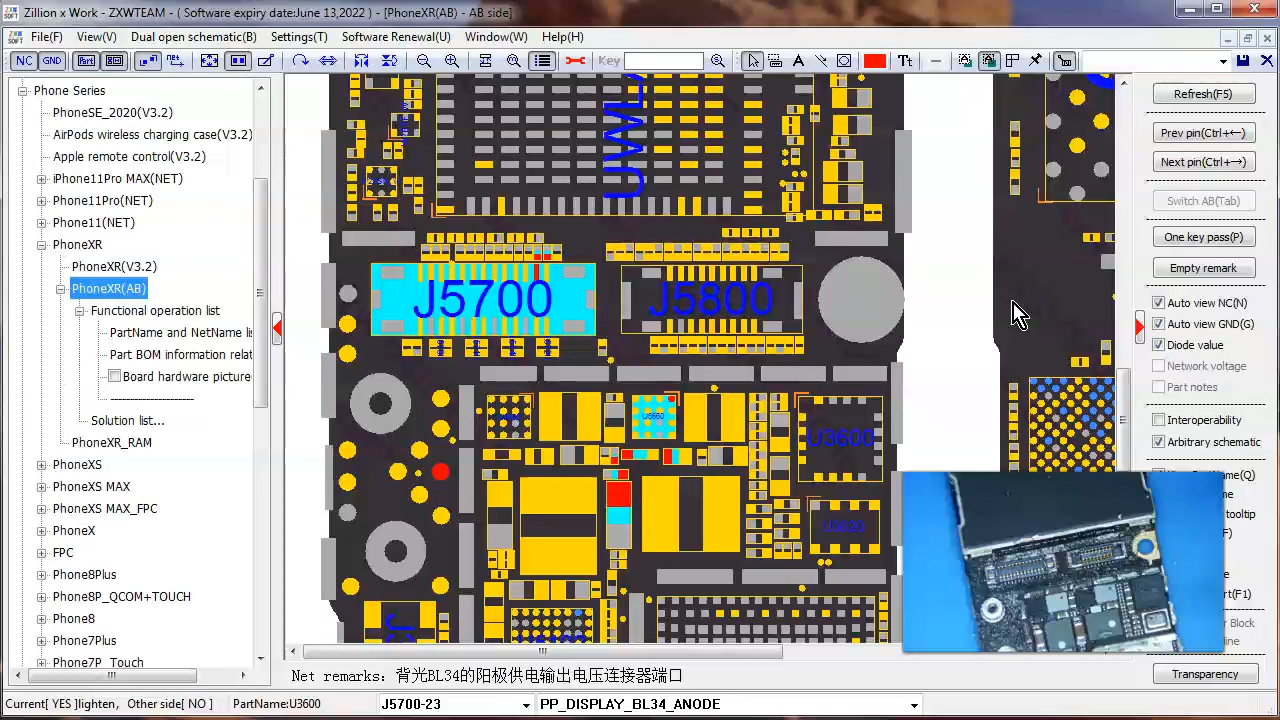 Zillion x Work - ZXWTEAM - ( Software expiry date:June 13,2022 ) - [PhoneXR(AB) - AB side]
File(F) View(V) Dual open schematic(B) Settings(T) Software Renewal(U) Window(W) Help(H)
NC GND Part Net Key A Tt
Phone Series
PhoneSE_2020(V3.2)
AirPods wireless charging case(V3.2)
Apple remote control(V3.2)
iPhone11Pro MAX(NET)
Phone11Pro(NET)
Phone11(NET)
PhoneXR
PhoneXR(V3.2)
PhoneXR(AB)
Functional operation list
PartName and NetName li
Part BOM information relat
Board hardware picture
Solution list...
PhoneXR_RAM
PhoneXS
PhoneXS MAX
PhoneXS MAX_FPC
PhoneX
FPC
Phone8Plus
Phone8P_QCOM+TOUCH
Phone8
Phone7Plus
Phone7P_Touch
UWL
J5700
J5800
U5660
U3600
U3620
Refresh(F5)
Prev pin(Ctrl+←)
Next pin(Ctrl+→)
Switch AB(Tab)
One key pass(P)
Empty remark
Auto view NC(N)
Auto view GND(G)
Diode value
Network voltage
Part notes
Interoperability
Arbitrary schematic
Transparency
Net remarks: 背光BL34的阳极供电输出电压连接器端口
Current[ YES ]lighten, Other side[ NO ] PartName:U3600 J5700-23 PP_DISPLAY_BL34_ANODE